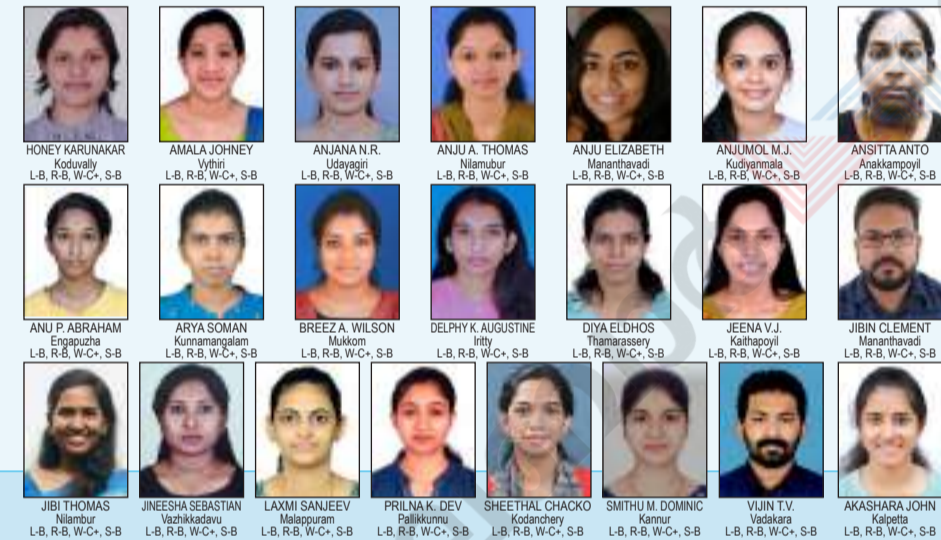 HONEY KARUNAKAR
Koduvally
L-B, R-B, W-C+, S-B
AMALA JOHNEY
Vythiri
L-B, R-B, W-C+, S-B
ANJANA N.R.
Udayagiri
L-B, R-B, W-C+, S-B
ANJU A. THOMAS
Nilamubur
L-B, R-B, W-C+, S-B
ANJU ELIZABETH
Mananthavadi
L-B, R-B, W-C+, S-B
ANJUMOL M.J.
Kudiyanmala
L-B, R-B, W-C+, S-B
ANSITTA ANTO
Anakkampoyil
L-B, R-B, W-C+, S-B
ANU P. ABRAHAM
Engapuzha
L-B, R-B, W-C+, S-B
ARYA SOMAN
Kunnamangalam
L-B, R-B, W-C+, S-B
BREEZ A. WILSON
Mukkom
L-B, R-B, W-C+, S-B
DELPHY K. AUGUSTINE
Iritty
L-B, R-B, W-C+, S-B
DIYA ELDHOS
Thamarassery
L-B, R-B, W-C+, S-B
JEENA V.J.
Kaithapoyil
L-B, R-B, W-C+, S-B
JIBIN CLEMENT
Mananthavadi
L-B, R-B, W-C+, S-B
JIBI THOMAS
Nilambur
L-B, R-B, W-C+, S-B
JINEESHA SEBASTIAN
Vazhikkadavu
L-B, R-B, W-C+, S-B
LAXMI SANJEEV
Malappuram
L-B, R-B, W-C+, S-B
PRILNA K. DEV
Pallikkunnu
L-B, R-B, W-C+, S-B
SHEETHAL CHACKO
Kodanchery
L-B, R-B, W-C+, S-B
SMITHU M. DOMINIC
Kannur
L-B, R-B, W-C+, S-B
VIJIN T.V.
Vadakara
L-B, R-B, W-C+, S-B
AKASHARA JOHN
Kalpetta
L-B, R-B, W-C+, S-B